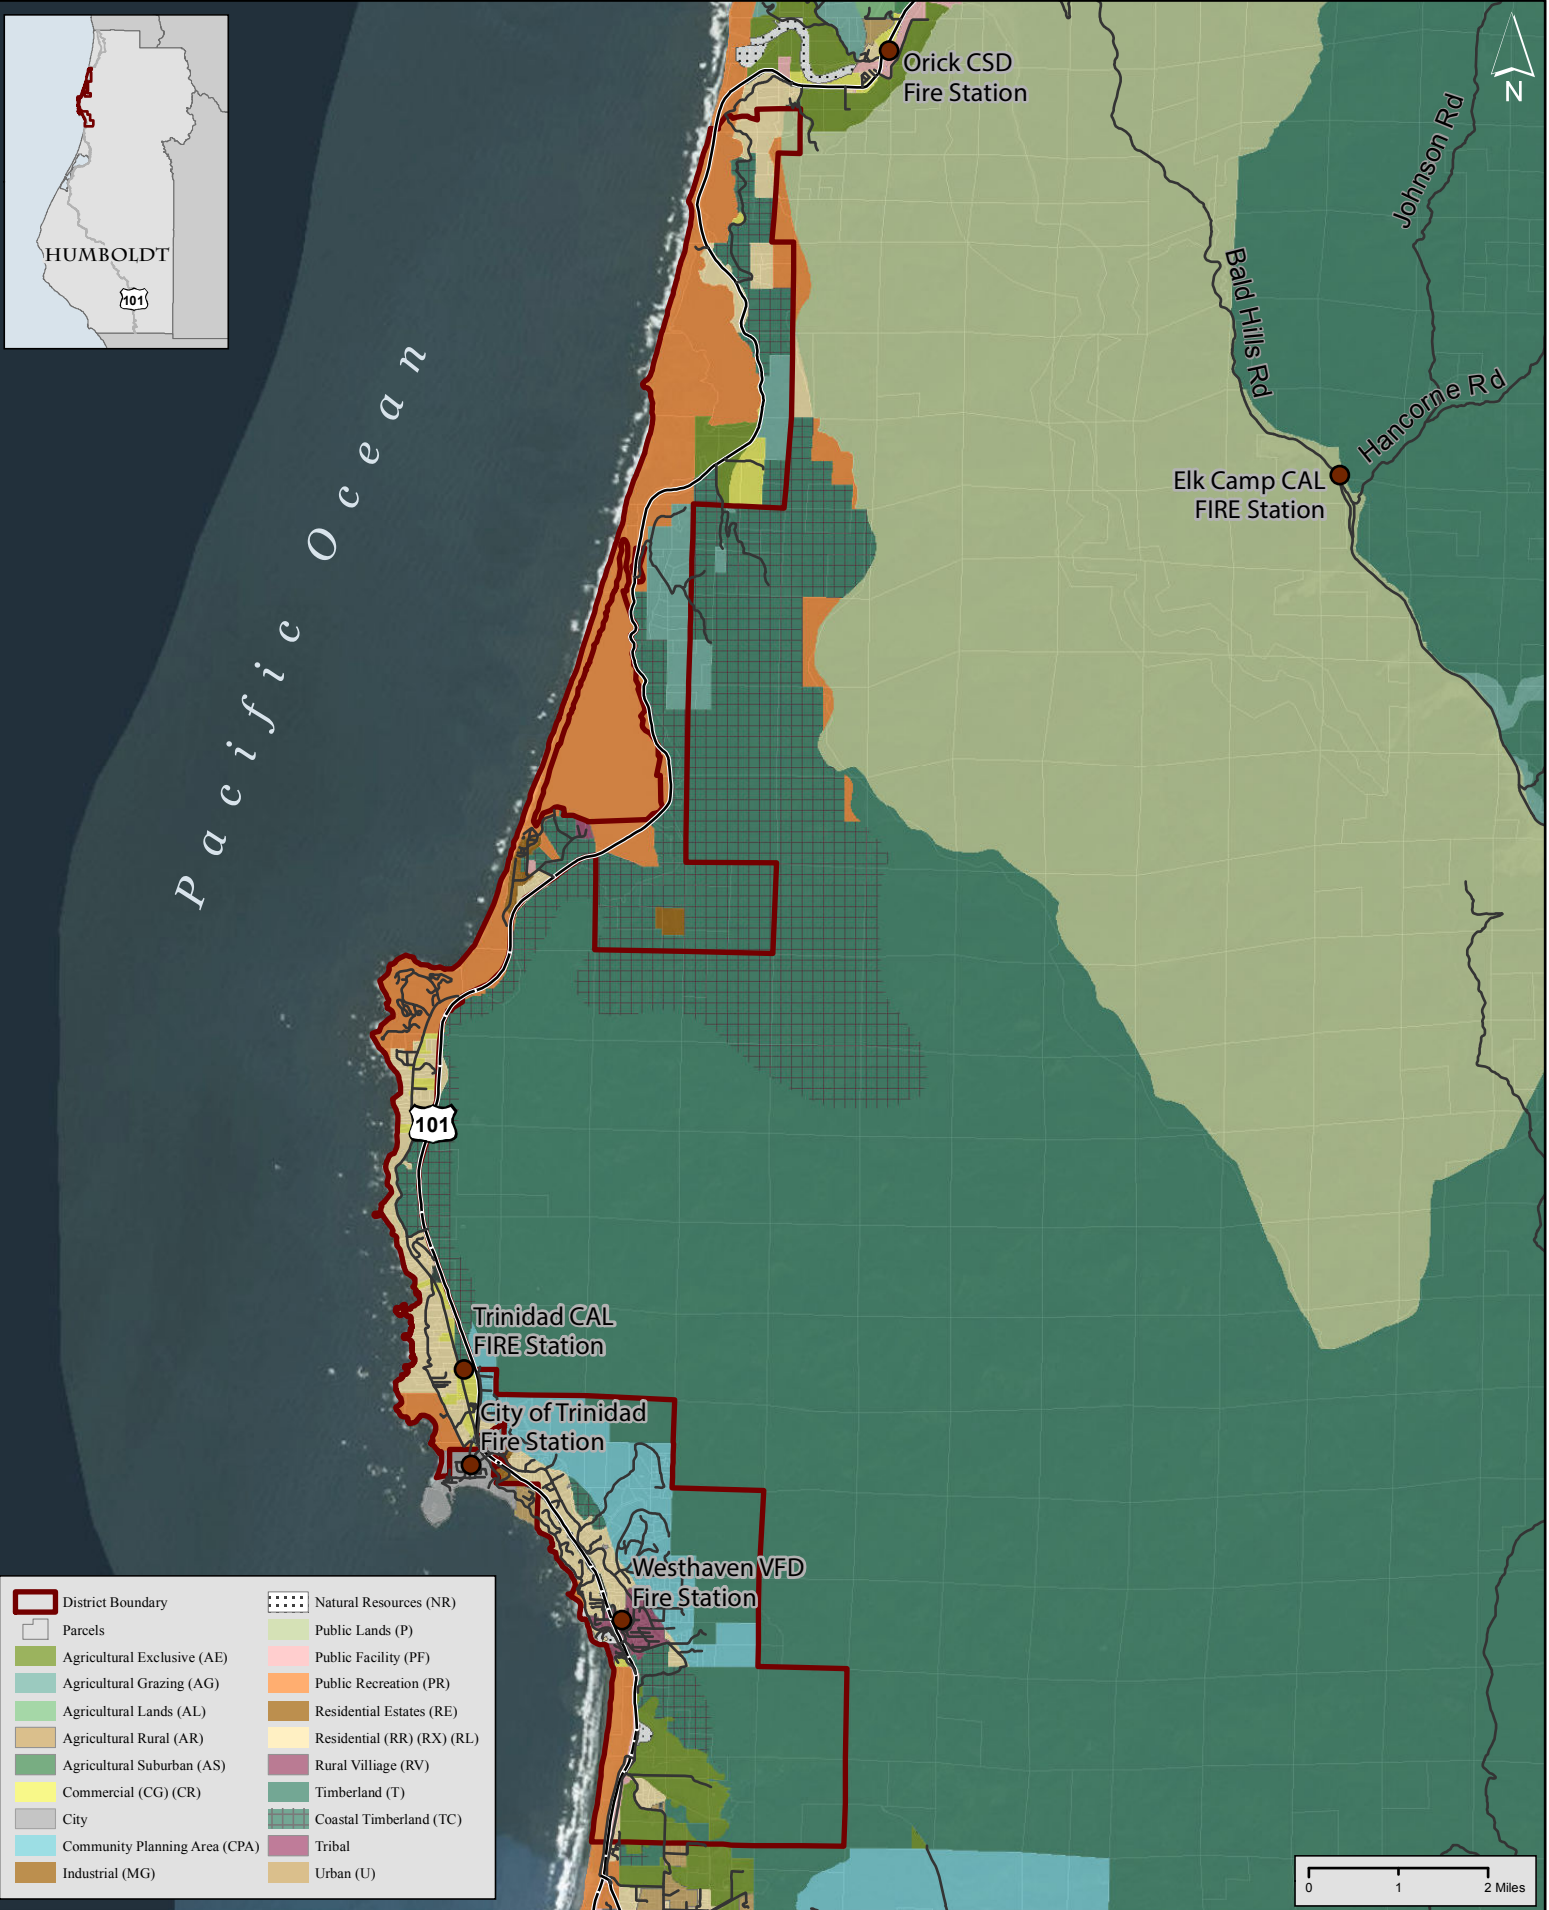 HUMBOLDT
101
N
Orick CSD
Fire Station
Johnson Rd
Bald Hills Rd
Hancorne Rd
Elk Camp CAL
FIRE Station
Pacific Ocean
101
Trinidad CAL
FIRE Station
City of Trinidad
Fire Station
Westhaven VFD
Fire Station
District Boundary
Parcels
Agricultural Exclusive (AE)
Agricultural Grazing (AG)
Agricultural Lands (AL)
Agricultural Rural (AR)
Agricultural Suburban (AS)
Commercial (CG) (CR)
City
Community Planning Area (CPA)
Industrial (MG)
Natural Resources (NR)
Public Lands (P)
Public Facility (PF)
Public Recreation (PR)
Residential Estates (RE)
Residential (RR) (RX) (RL)
Rural Villiage (RV)
Timberland (T)
Coastal Timberland (TC)
Tribal
Urban (U)
0 1 2 Miles